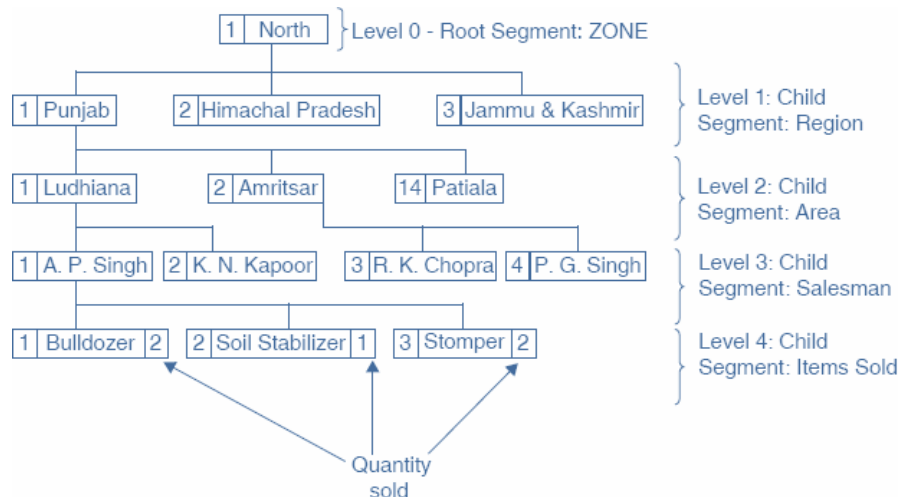 1 North Level 0 - Root Segment: ZONE
1 Punjab 2 Himachal Pradesh 3 Jammu & Kashmir
Level 1: Child
Segment: Region
1 Ludhiana 2 Amritsar 14 Patiala
Level 2: Child
Segment: Area
1 A. P. Singh 2 K. N. Kapoor 3 R. K. Chopra 4 P. G. Singh
Level 3: Child
Segment: Salesman
1 Bulldozer 2 2 Soil Stabilizer 1 3 Stomper 2
Level 4: Child
Segment: Items Sold
Quantity
sold